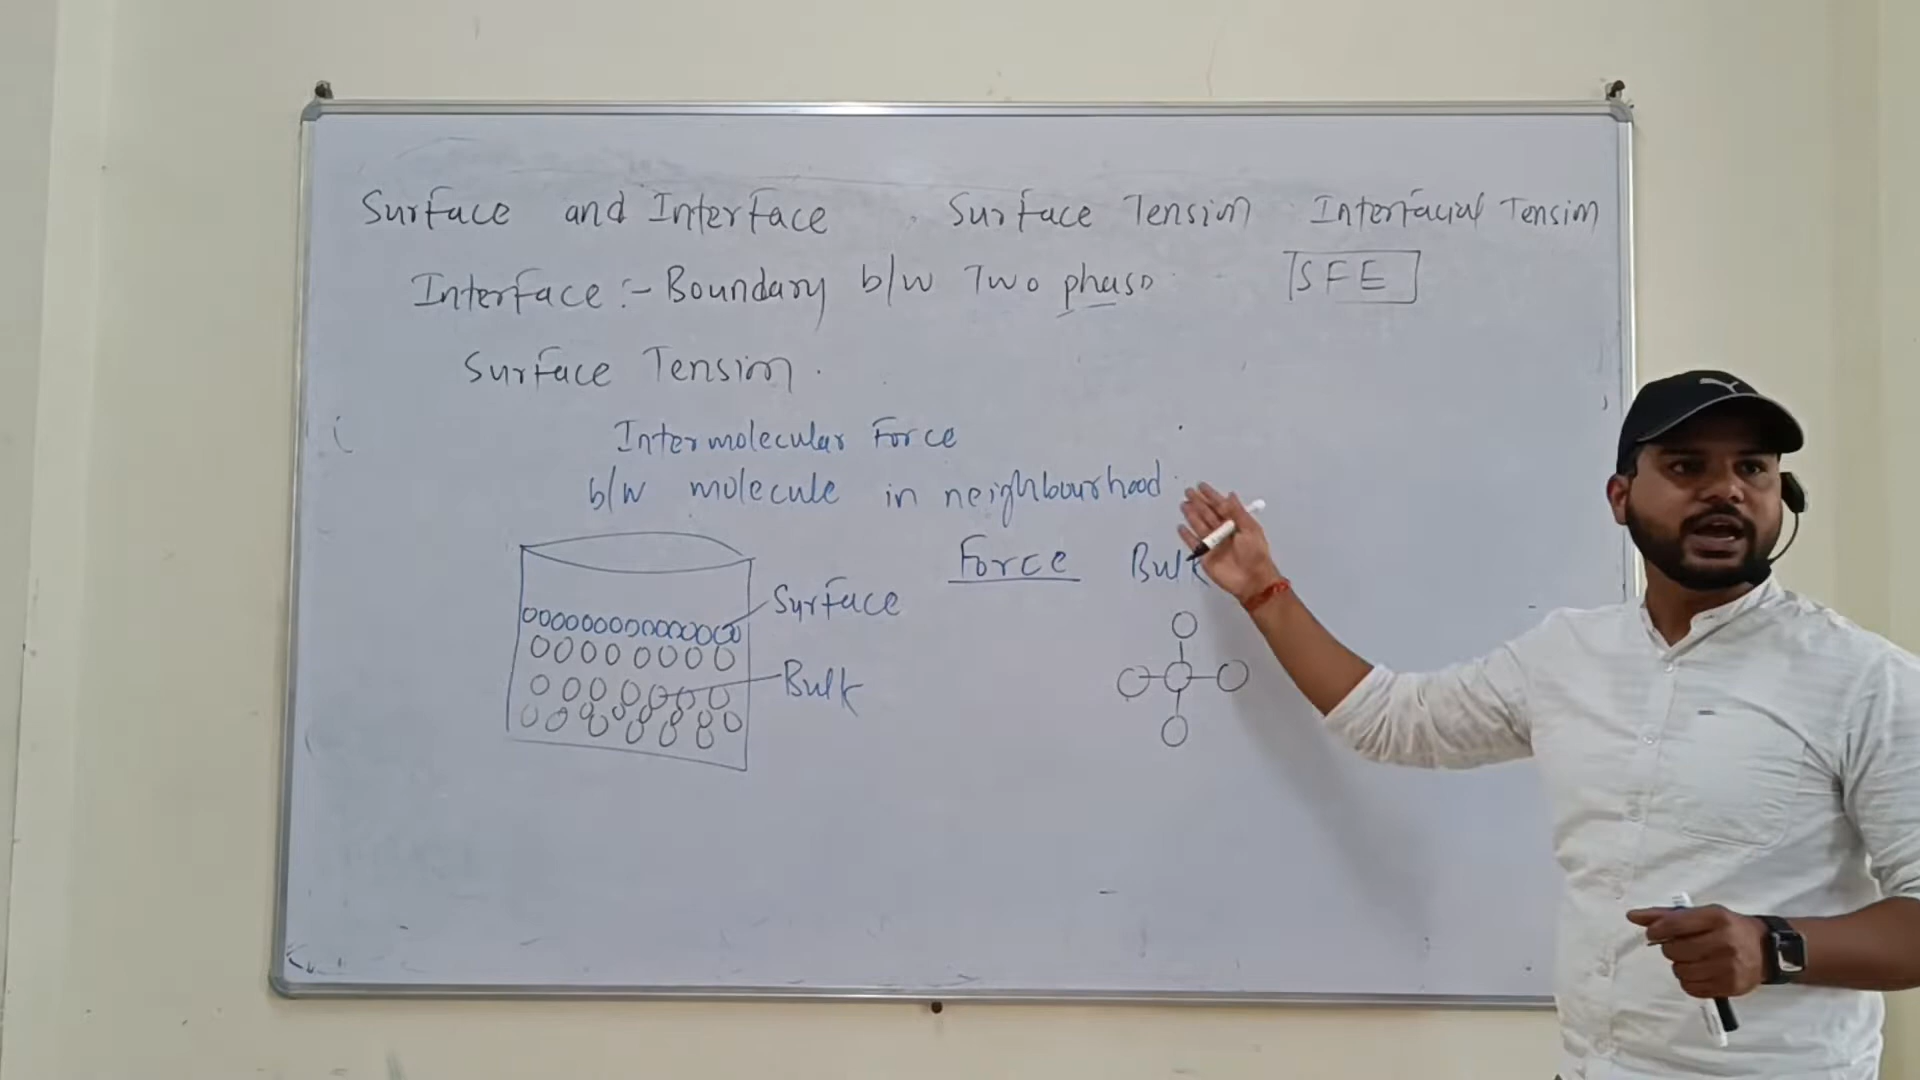 Surface and Interface, Surface Tension Interfacial Tension
Interface :- Boundary b/w Two phase
SFE
Surface Tension.
Intermolecular Force
b/w molecule in neighbourhood.
Force Bulk
Surface
Bulk